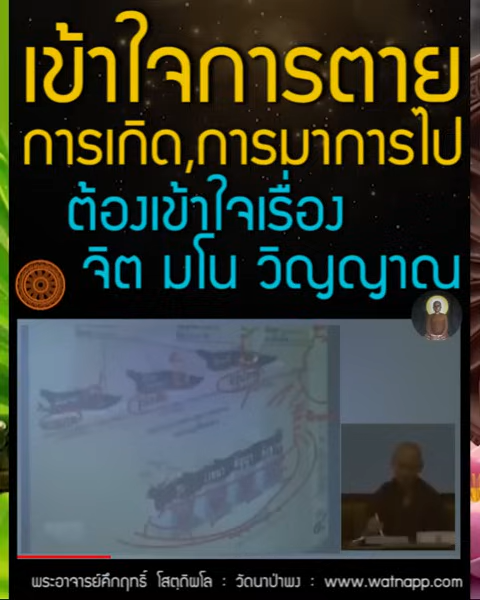 เข้าใจการตาย
การเกิด,การมาการไป
ต้องเข้าใจเรื่อง
จิต มโน วิญญาณ
พระอาจารย์คึกฤทธิ์ โสตฺถิผโล : วัดนาป่าพง : www.watnapp.com